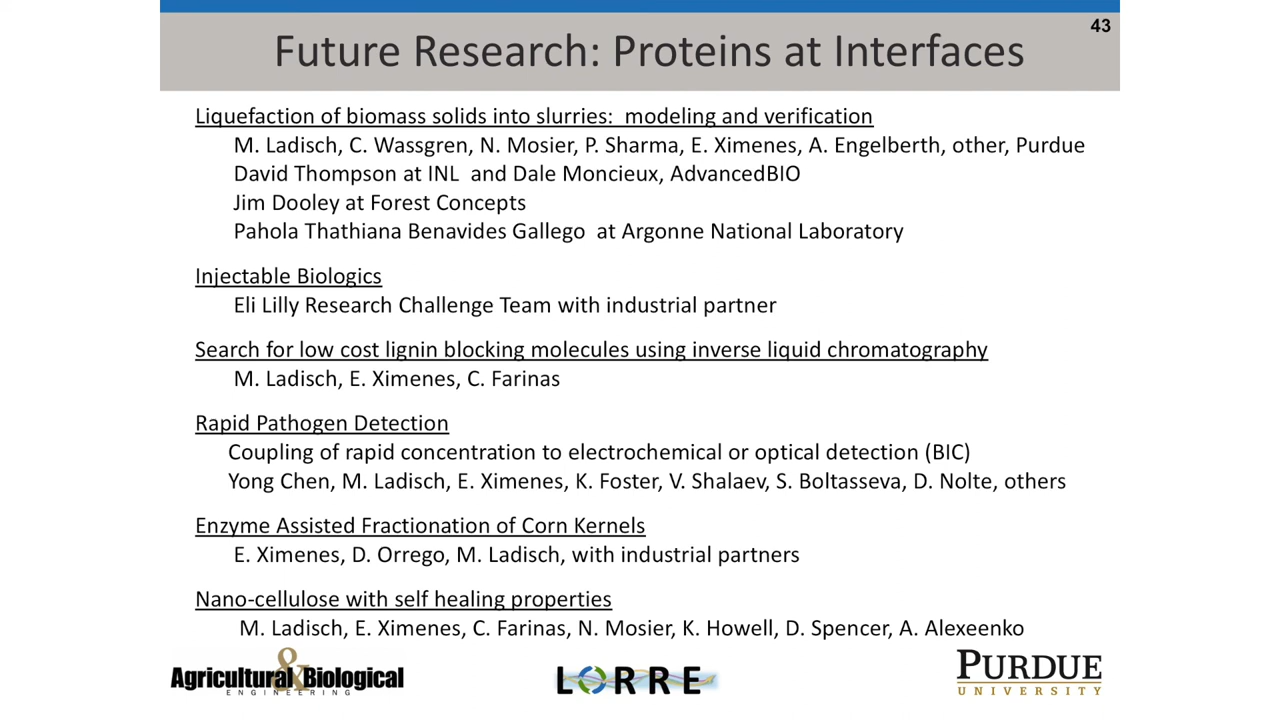 43
Future Research: Proteins at Interfaces
Liquefaction of biomass solids into slurries:  modeling and verification
M. Ladisch, C. Wassgren, N. Mosier, P. Sharma, E. Ximenes, A. Engelberth, other, Purdue
David Thompson at INL  and Dale Moncieux, AdvancedBIO
Jim Dooley at Forest Concepts
Pahola Thathiana Benavides Gallego  at Argonne National Laboratory
Injectable Biologics
Eli Lilly Research Challenge Team with industrial partner
Search for low cost lignin blocking molecules using inverse liquid chromatography
M. Ladisch, E. Ximenes, C. Farinas
Rapid Pathogen Detection
Coupling of rapid concentration to electrochemical or optical detection (BIC)
Yong Chen, M. Ladisch, E. Ximenes, K. Foster, V. Shalaev, S. Boltasseva, D. Nolte, others
Enzyme Assisted Fractionation of Corn Kernels
E. Ximenes, D. Orrego, M. Ladisch, with industrial partners
Nano-cellulose with self healing properties
M. Ladisch, E. Ximenes, C. Farinas, N. Mosier, K. Howell, D. Spencer, A. Alexeenko
Agricultural & Biological
ENGINEERING
LORRE
PURDUE
UNIVERSITY